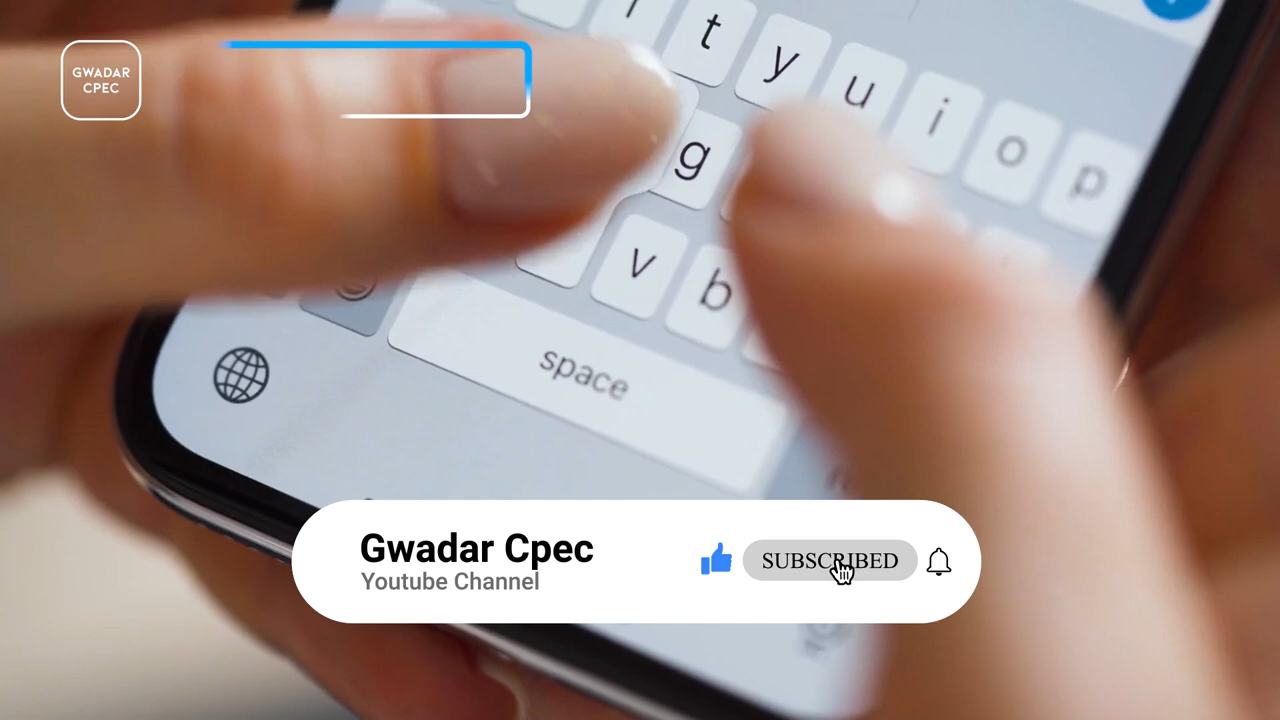 GWADAR
CPEC
t y u i o p
g
v b
space
Gwadar Cpec
Youtube Channel
SUBSCRIBED